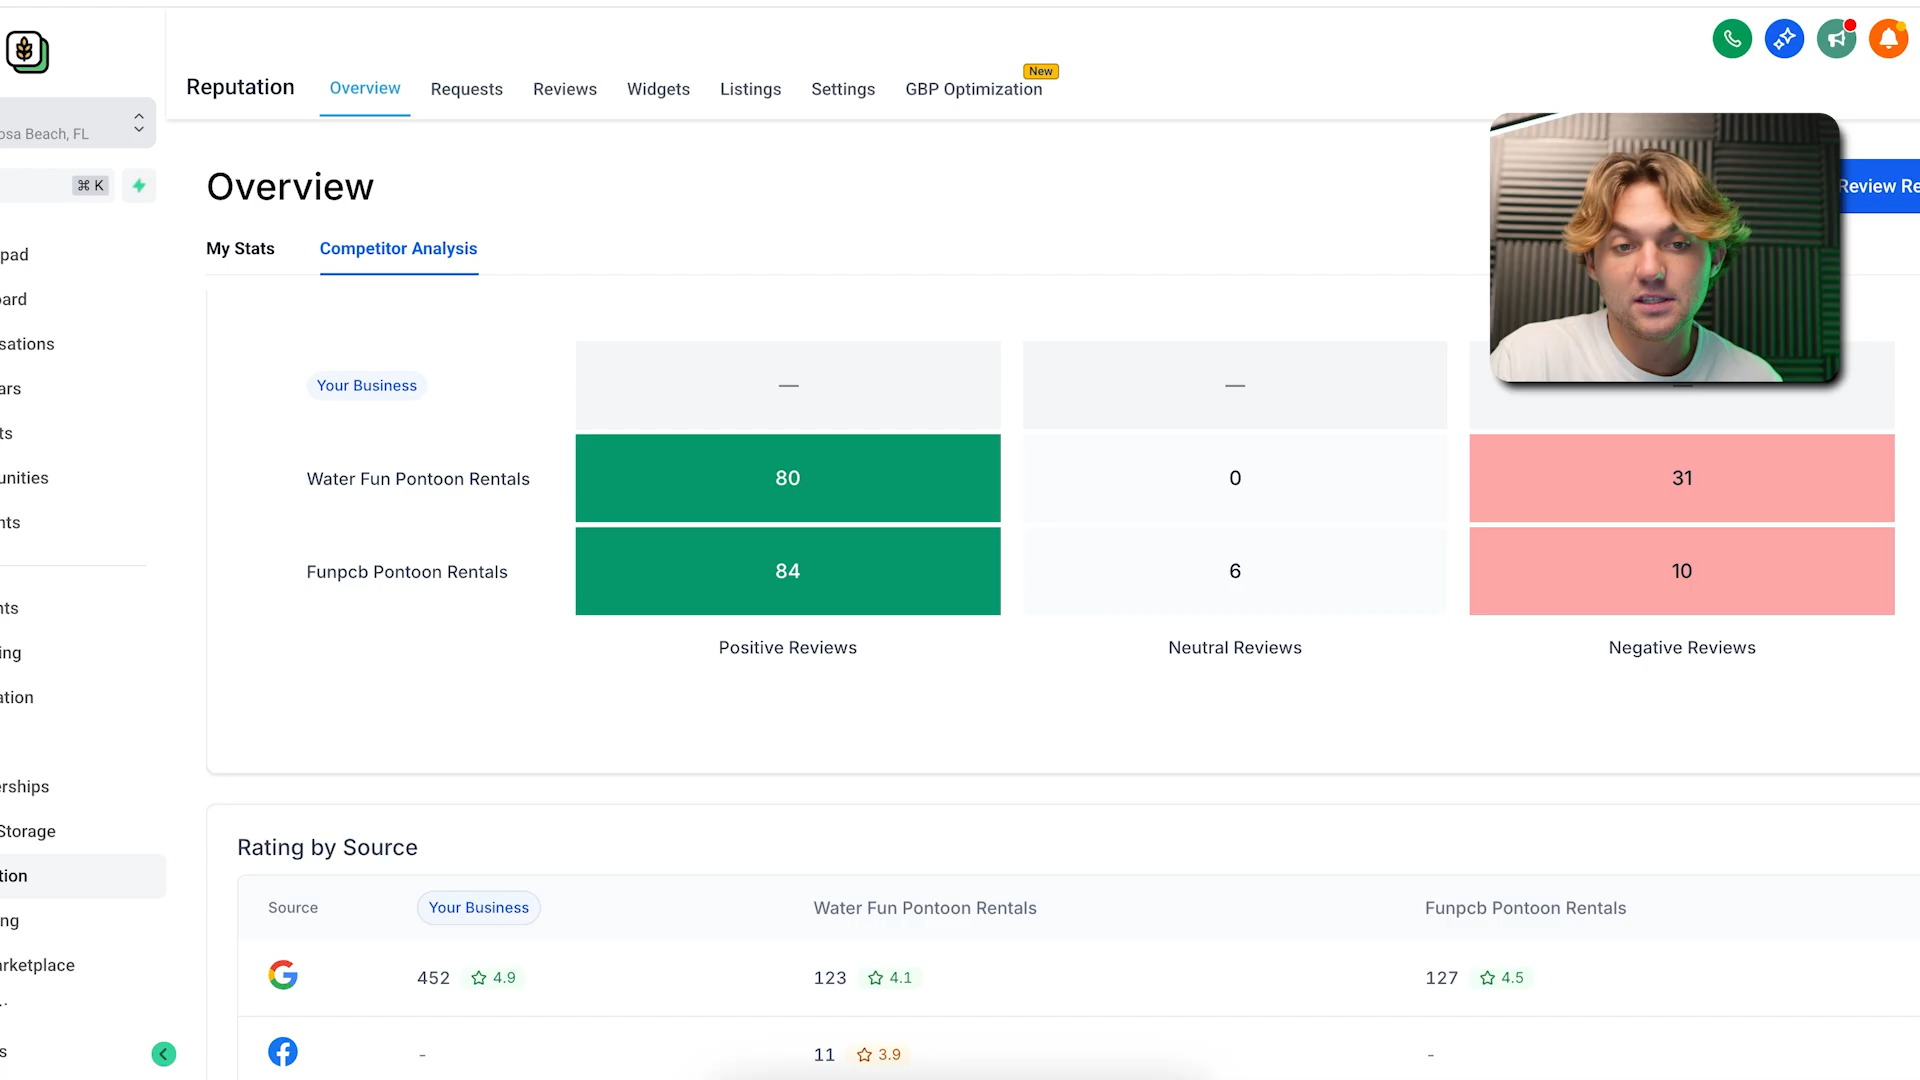 Reputation
Overview
Requests
Reviews
Widgets
Listings
Settings
GBP Optimization
New
osa Beach, FL
⌘ K
pad
oard
sations
ars
ts
unities
nts
nts
ing
ation
erships
Storage
tion
ng
arketplace
s
Overview
Review Re
My Stats
Competitor Analysis
Your Business
—
—
—
Water Fun Pontoon Rentals
80
0
31
Funpcb Pontoon Rentals
84
6
10
Positive Reviews
Neutral Reviews
Negative Reviews
Rating by Source
Source
Your Business
Water Fun Pontoon Rentals
Funpcb Pontoon Rentals
452
4.9
123
4.1
127
4.5
-
11
3.9
-